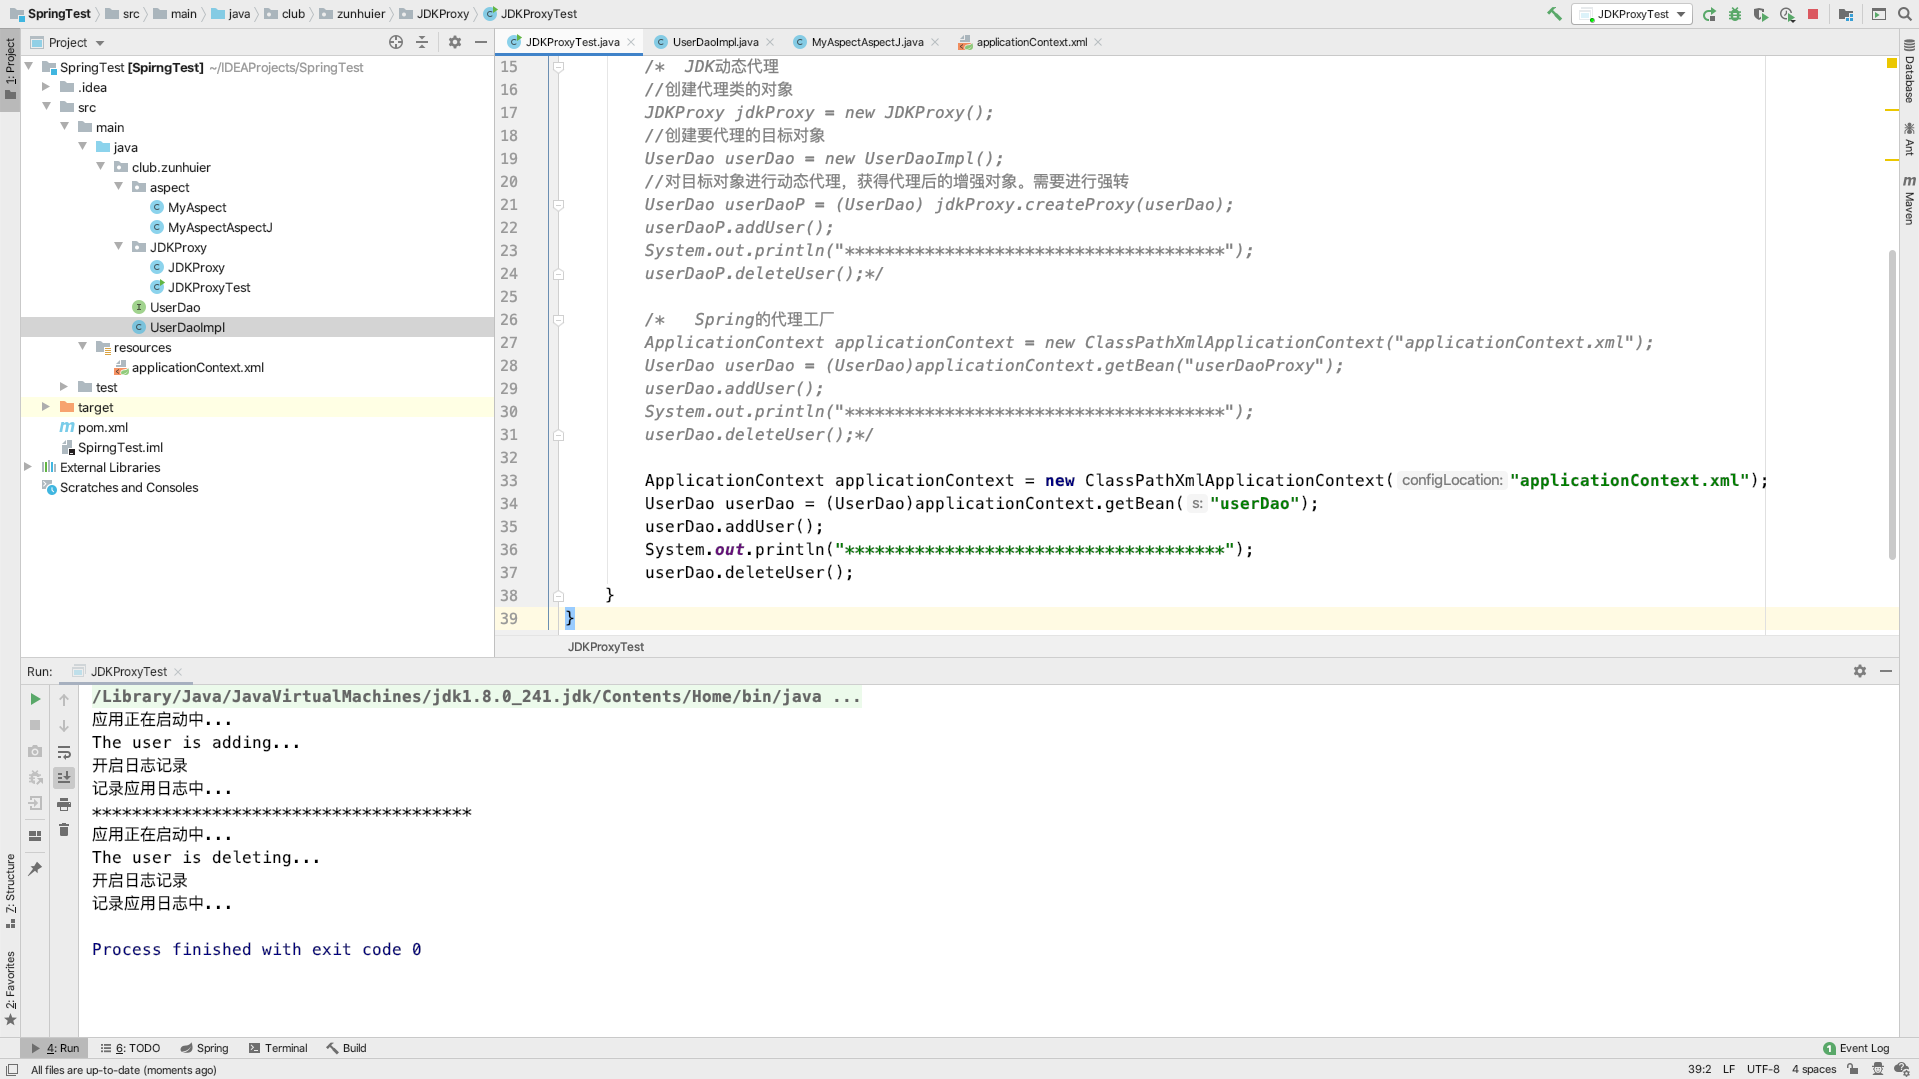 SpringTest src main java club zunhuier JDKProxy JDKProxyTest
JDKProxyTest
Project
JDKProxyTest.java UserDaoImpl.java MyAspectAspectJ.java applicationContext.xml
1: Project
SpringTest [SpirngTest] ~/IDEAProjects/SpringTest
.idea
src
main
java
club.zunhuier
aspect
MyAspect
MyAspectAspectJ
JDKProxy
JDKProxy
JDKProxyTest
UserDao
UserDaoImpl
resources
applicationContext.xml
test
target
pom.xml
SpirngTest.iml
External Libraries
Scratches and Consoles
15 /* JDK动态代理
16 //创建代理类的对象
17 JDKProxy jdkProxy = new JDKProxy();
18 //创建要代理的目标对象
19 UserDao userDao = new UserDaoImpl();
20 //对目标对象进行动态代理，获得代理后的增强对象。需要进行强转
21 UserDao userDaoP = (UserDao) jdkProxy.createProxy(userDao);
22 userDaoP.addUser();
23 System.out.println("**************************************");
24 userDaoP.deleteUser();*/
25
26 /* Spring的代理工厂
27 ApplicationContext applicationContext = new ClassPathXmlApplicationContext("applicationContext.xml");
28 UserDao userDao = (UserDao)applicationContext.getBean("userDaoProxy");
29 userDao.addUser();
30 System.out.println("**************************************");
31 userDao.deleteUser();*/
32
33 ApplicationContext applicationContext = new ClassPathXmlApplicationContext( configLocation: "applicationContext.xml");
34 UserDao userDao = (UserDao)applicationContext.getBean( s: "userDao");
35 userDao.addUser();
36 System.out.println("**************************************");
37 userDao.deleteUser();
38 }
39 }
JDKProxyTest
Database
Ant
Maven
Run: JDKProxyTest
/Library/Java/JavaVirtualMachines/jdk1.8.0_241.jdk/Contents/Home/bin/java ...
应用正在启动中...
The user is adding...
开启日志记录
记录应用日志中...
**************************************
应用正在启动中...
The user is deleting...
开启日志记录
记录应用日志中...
Process finished with exit code 0
7: Structure
2: Favorites
4: Run 6: TODO Spring Terminal Build
1 Event Log
All files are up-to-date (moments ago)
39:2 LF UTF-8 4 spaces